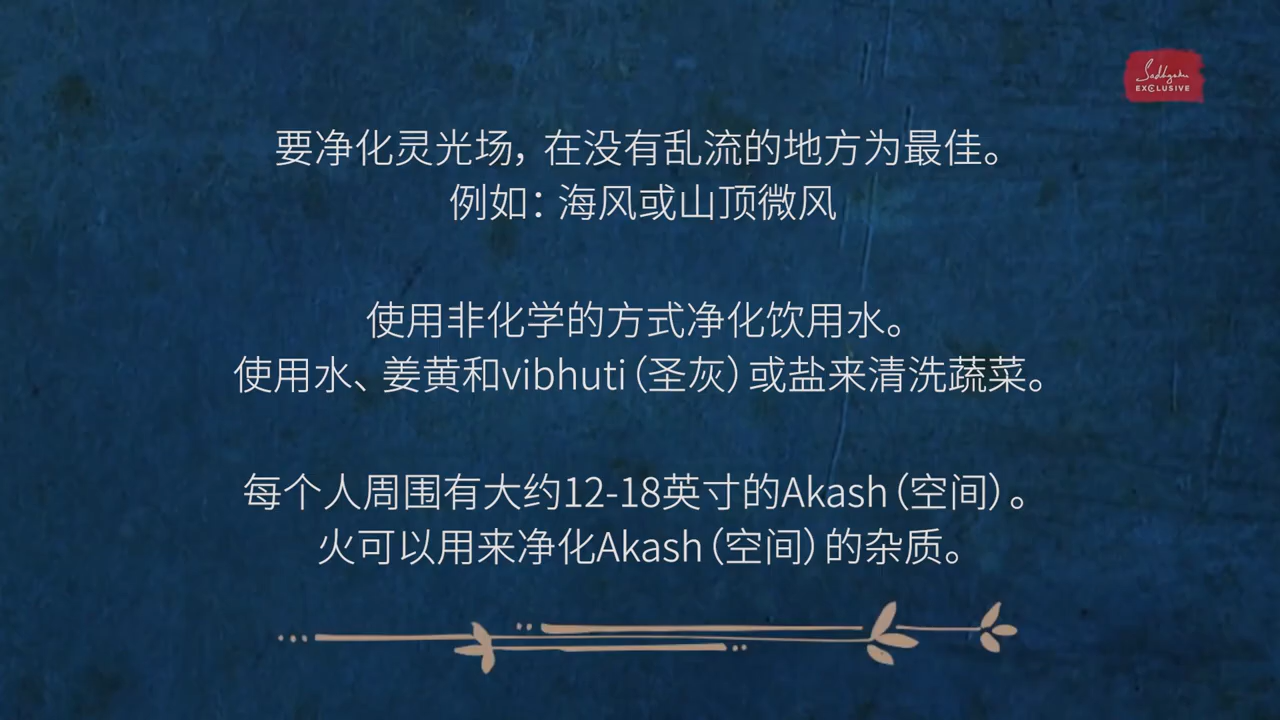 Sadhguru
EXCLUSIVE
要净化灵光场，在没有乱流的地方为最佳。
例如：海风或山顶微风
使用非化学的方式净化饮用水。
使用水、姜黄和vibhuti（圣灰）或盐来清洗蔬菜。
每个人周围有大约12-18英寸的Akash（空间）。
火可以用来净化Akash（空间）的杂质。